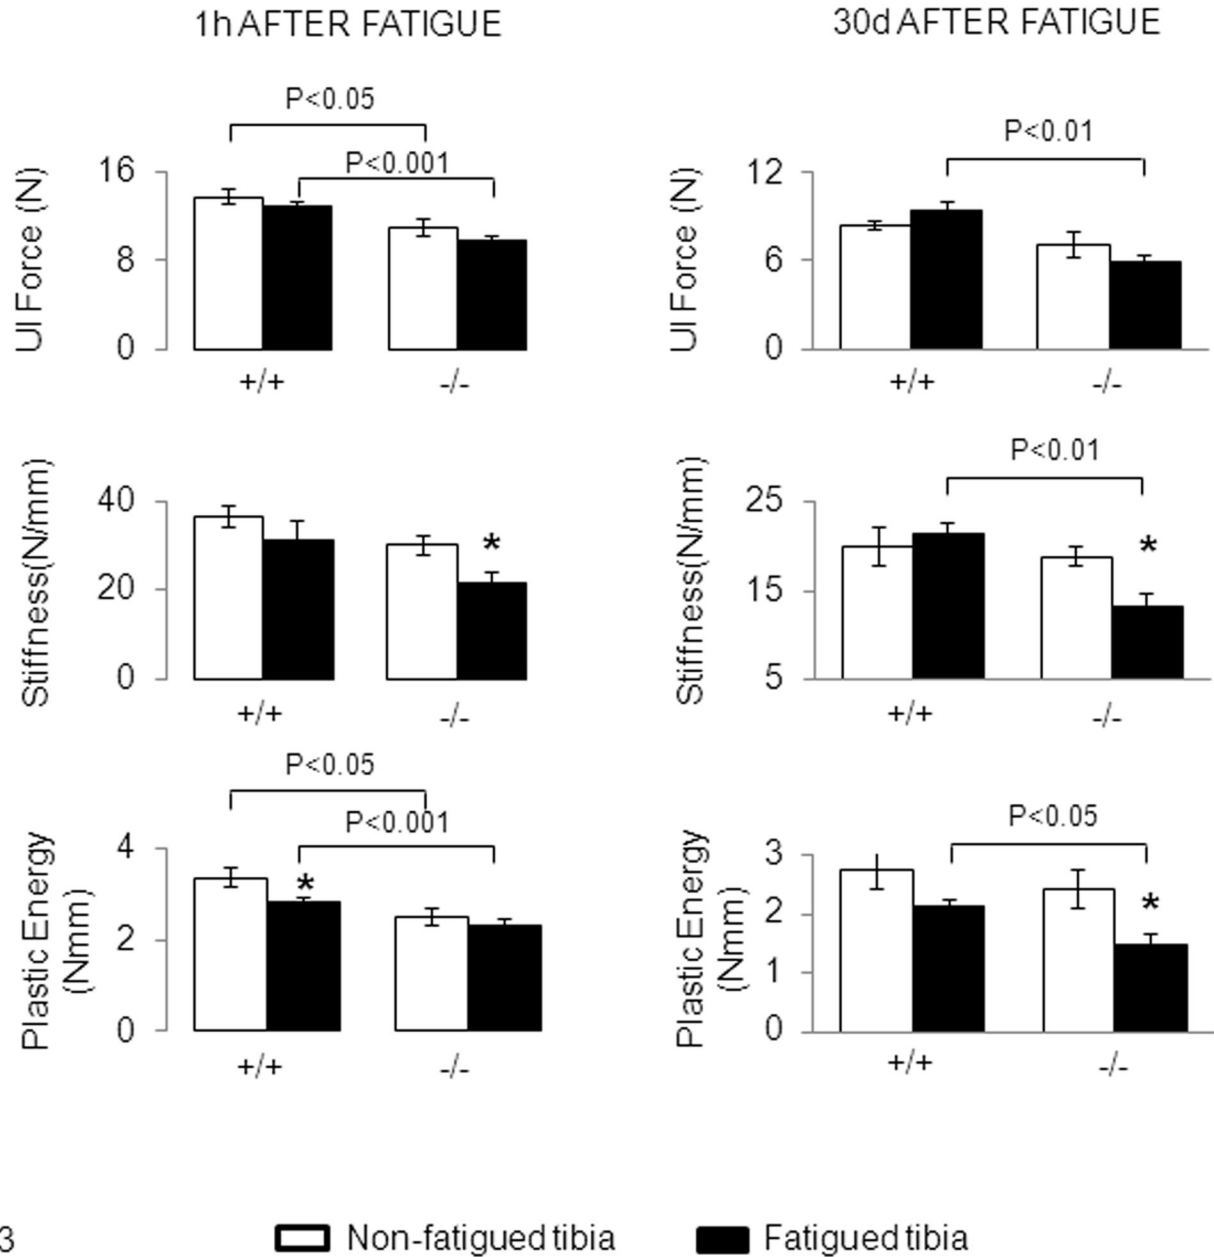 1h AFTER FATIGUE
30d AFTER FATIGUE
P<0.05
P<0.001
UI Force (N)
16
8
0
+/+
-/-
P<0.01
UI Force (N)
12
6
0
+/+
-/-
Stiffness(N/mm)
40
20
0
*
+/+
-/-
P<0.01
Stiffness(N/mm)
25
15
5
*
+/+
-/-
P<0.05
P<0.001
Plastic Energy
(Nmm)
4
2
0
*
+/+
-/-
P<0.05
Plastic Energy
(Nmm)
3
2
1
0
*
+/+
-/-
3
Non-fatigued tibia
Fatigued tibia